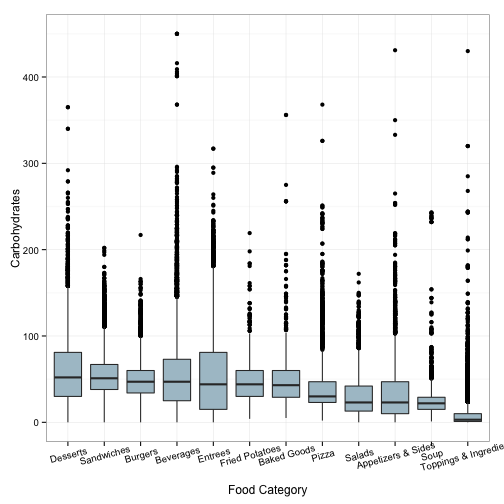 Carbohydrates
400
300
200
100
0
Desserts
Sandwiches
Burgers
Beverages
Entrees
Fried Potatoes
Baked Goods
Pizza
Salads
Appetizers & Sides
Soup
Toppings & Ingredie
Food Category